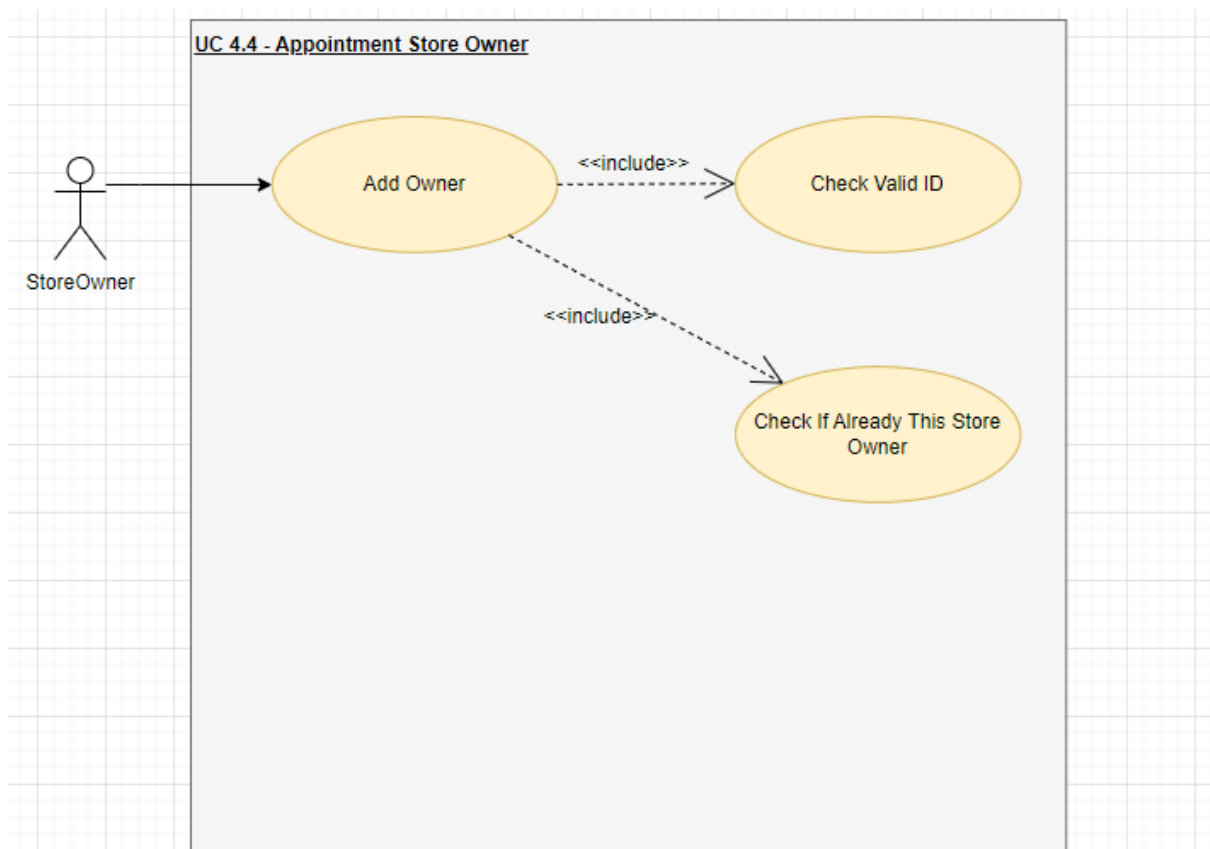 UC 4.4 - Appointment Store Owner
<<include>>
Add Owner
Check Valid ID
StoreOwner
<<include>>
Check If Already This Store
Owner